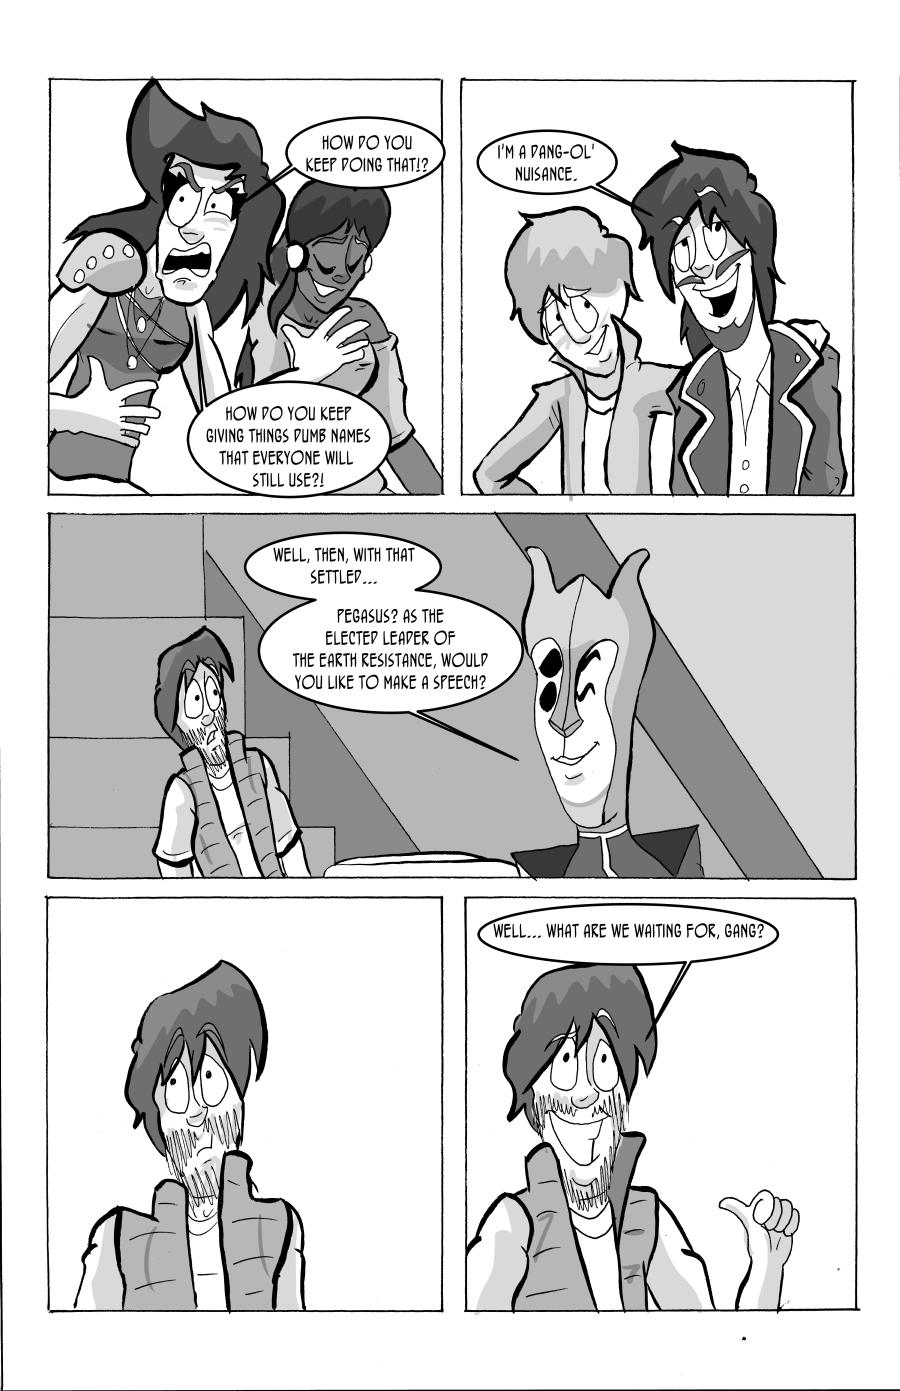 HOW DO YOU
KEEP DOING THAT!?
HOW DO YOU KEEP
GIVING THINGS DUMB NAMES
THAT EVERYONE WILL
STILL USE?!
I'M A DANG-OL'
NUISANCE.
WELL, THEN, WITH THAT
SETTLED...
PEGASUS? AS THE
ELECTED LEADER OF
THE EARTH RESISTANCE, WOULD
YOU LIKE TO MAKE A SPEECH?
WELL... WHAT ARE WE WAITING FOR, GANG?